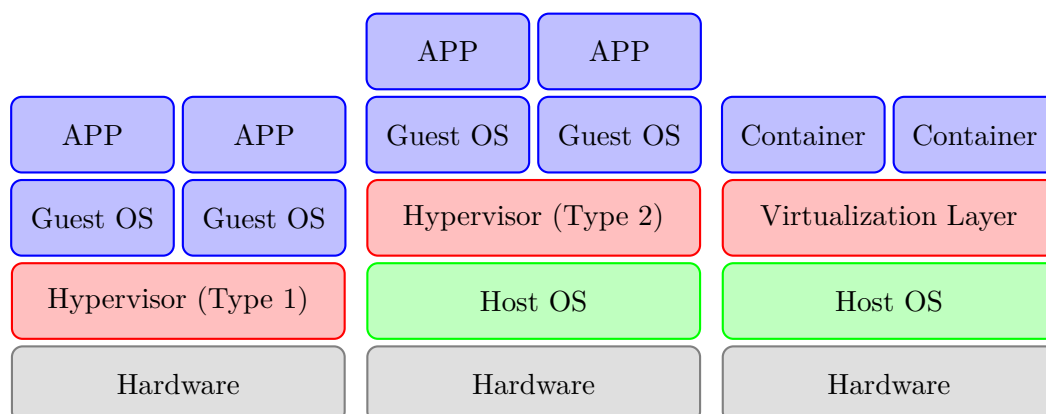 APP APP
APP APP Guest OS Guest OS Container Container
Guest OS Guest OS Hypervisor (Type 2) Virtualization Layer
Hypervisor (Type 1) Host OS Host OS
Hardware Hardware Hardware